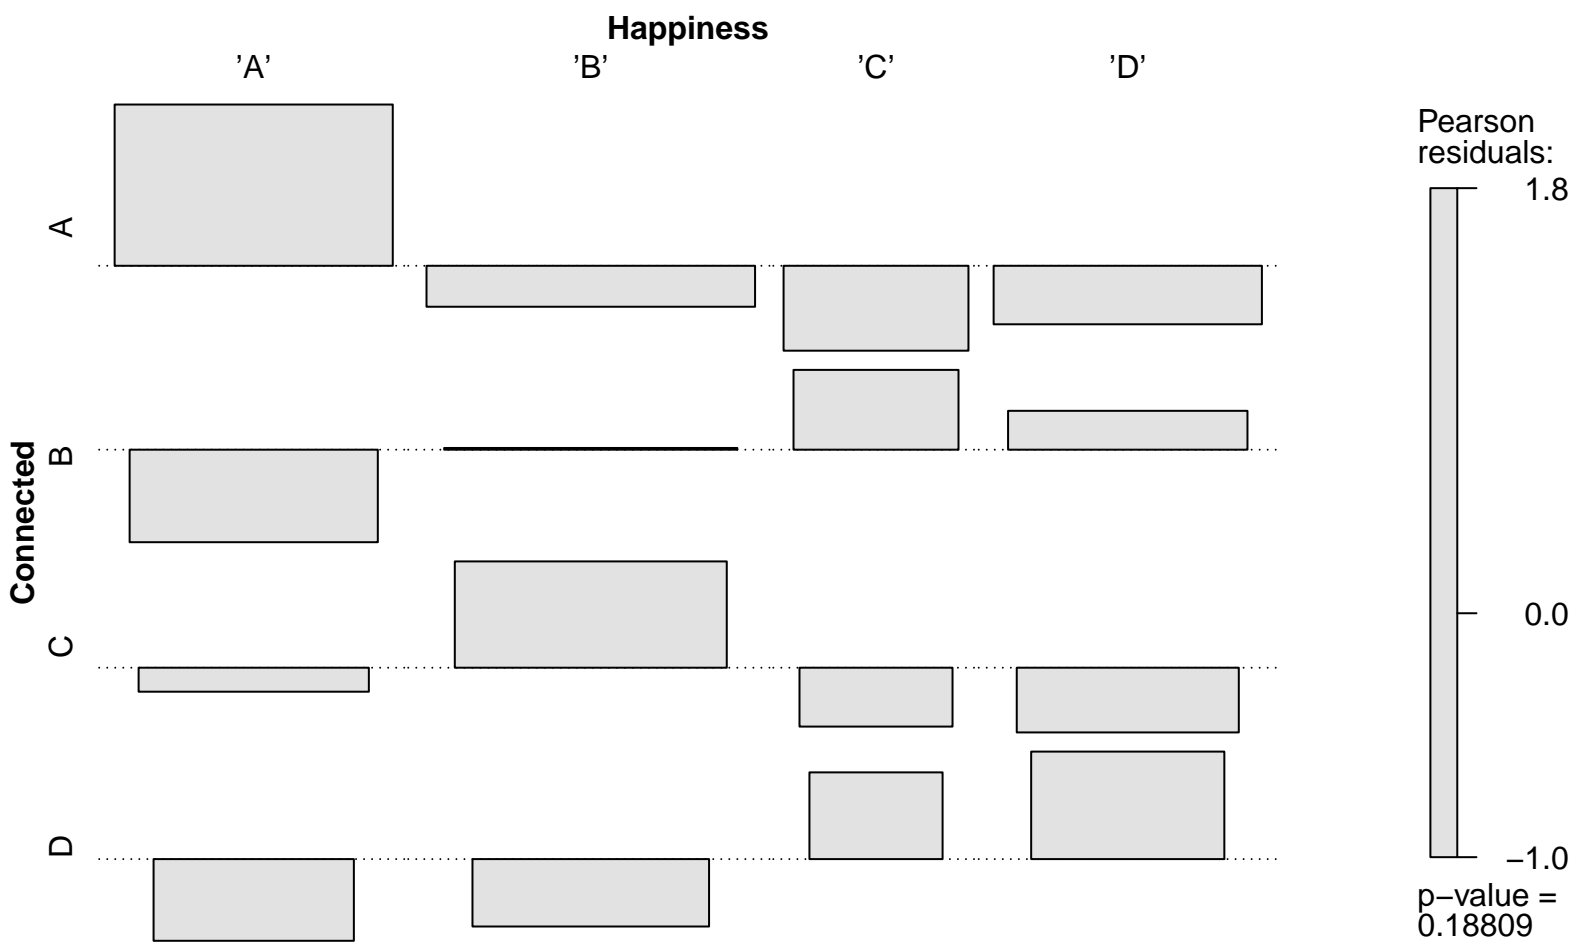 Happiness
’A’ ’B’ ’C’ ’D’
Connected
A
B
C
D
Pearson
residuals:
1.8
0.0
−1.0
p−value =
0.18809